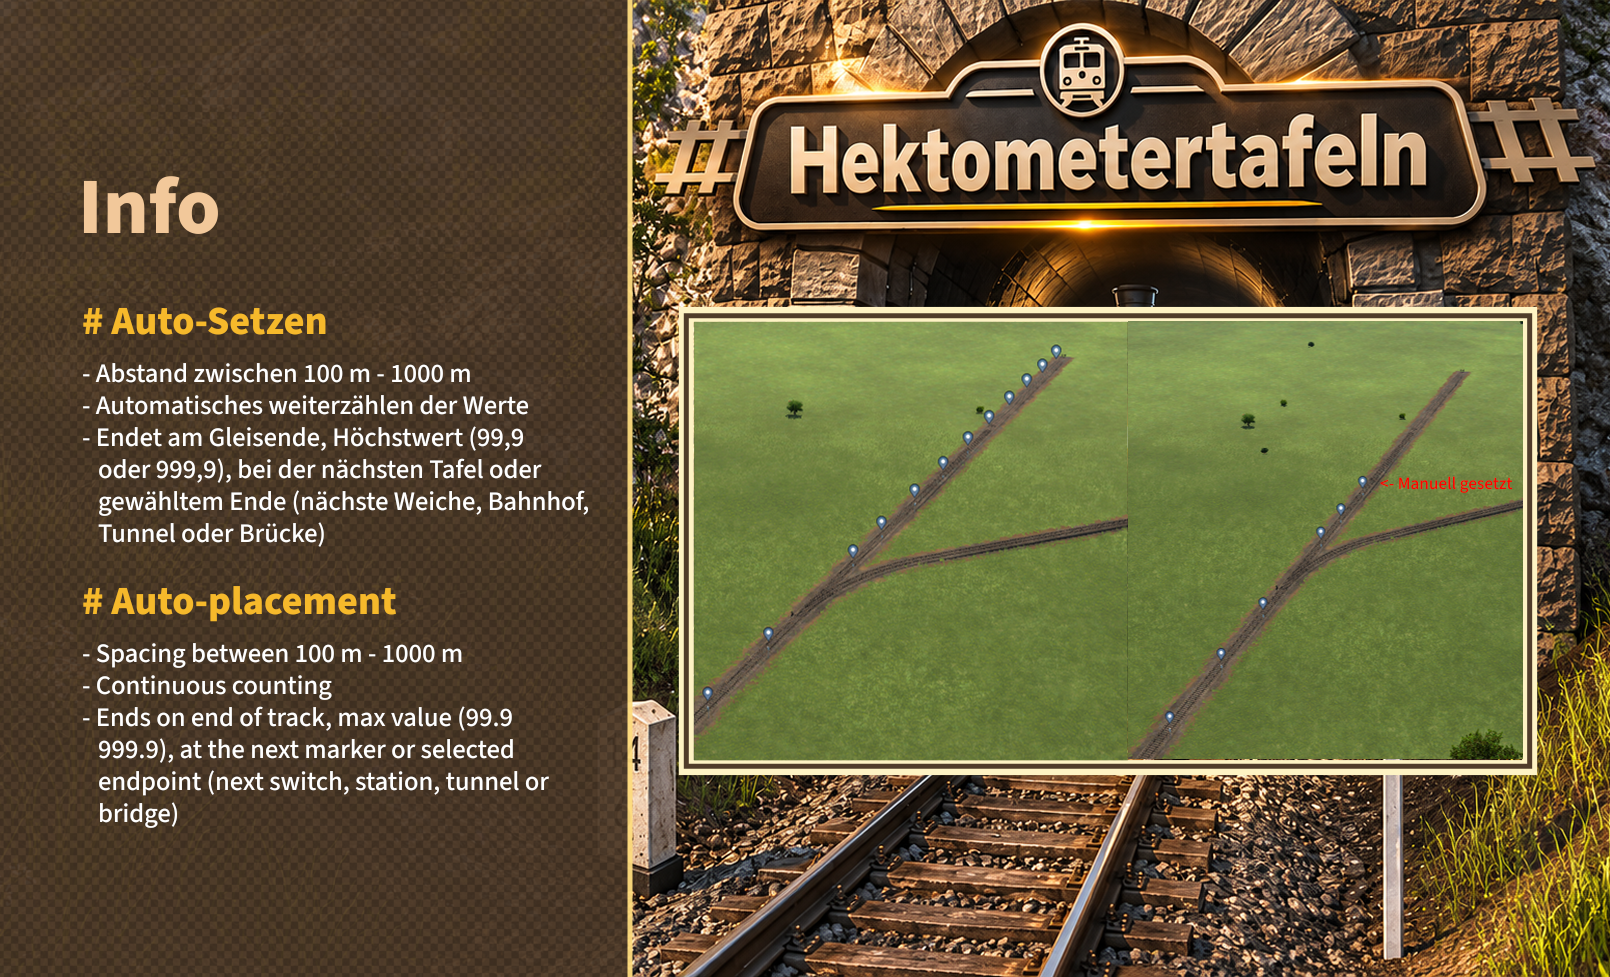 Hektometertafeln
Info
# Auto-Setzen
- Abstand zwischen 100 m - 1000 m
- Automatisches weiterzählen der Werte
- Endet am Gleisende, Höchstwert (99,9
oder 999,9), bei der nächsten Tafel oder
gewähltem Ende (nächste Weiche, Bahnhof,
Tunnel oder Brücke)
# Auto-placement
- Spacing between 100 m - 1000 m
- Continuous counting
- Ends on end of track, max value (99.9
999.9), at the next marker or selected
endpoint (next switch, station, tunnel or
bridge)
<- Manuell gesetzt
4